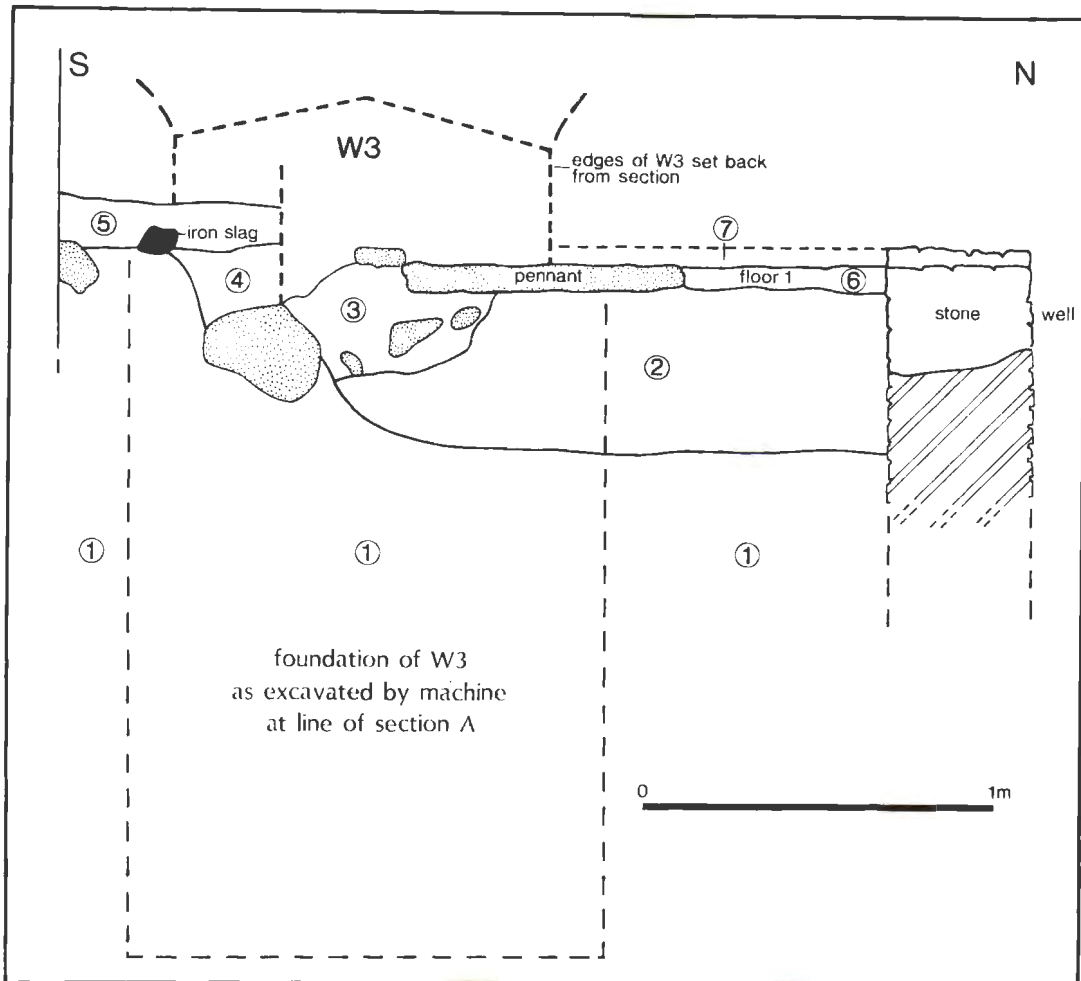 S
N
W3
edges of W3 set back
from section
⑤
iron slag
⑦
④
pennant
floor 1
⑥
③
stone
well
②
①
①
①
foundation of W3
as excavated by machine
at line of section A
0
1m